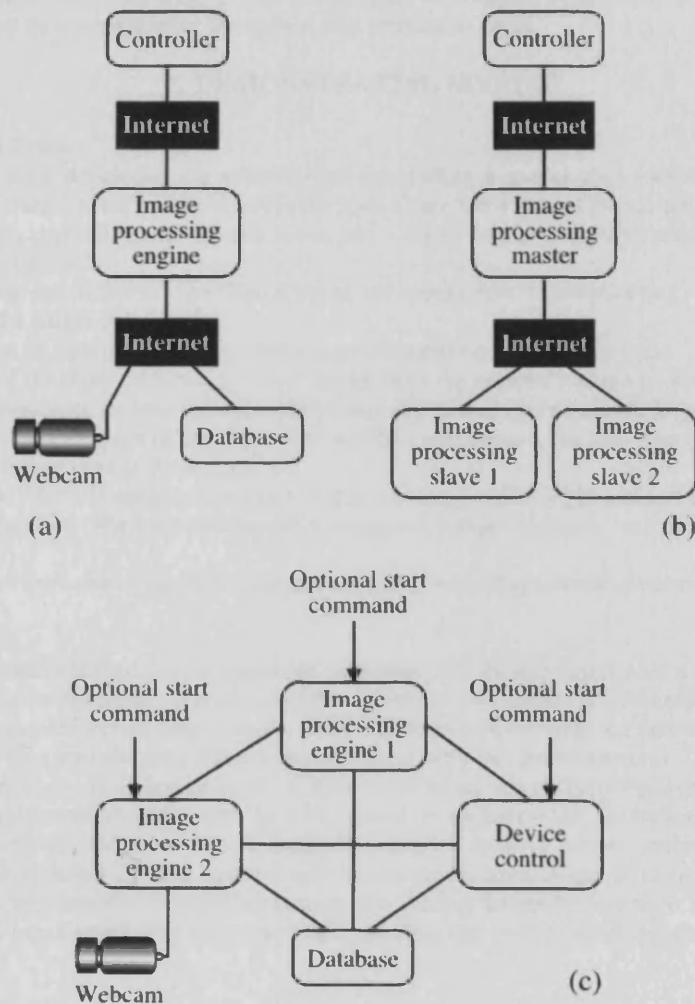 Controller
Internet
Image
processing
engine
Internet
Webcam
Database
(a)
Controller
Internet
Image
processing
master
Internet
Image
processing
slave 1
Image
processing
slave 2
(b)
Optional start
command
Optional start
command
Image
processing
engine 1
Optional start
command
Image
processing
engine 2
Device
control
Webcam
Database
(c)